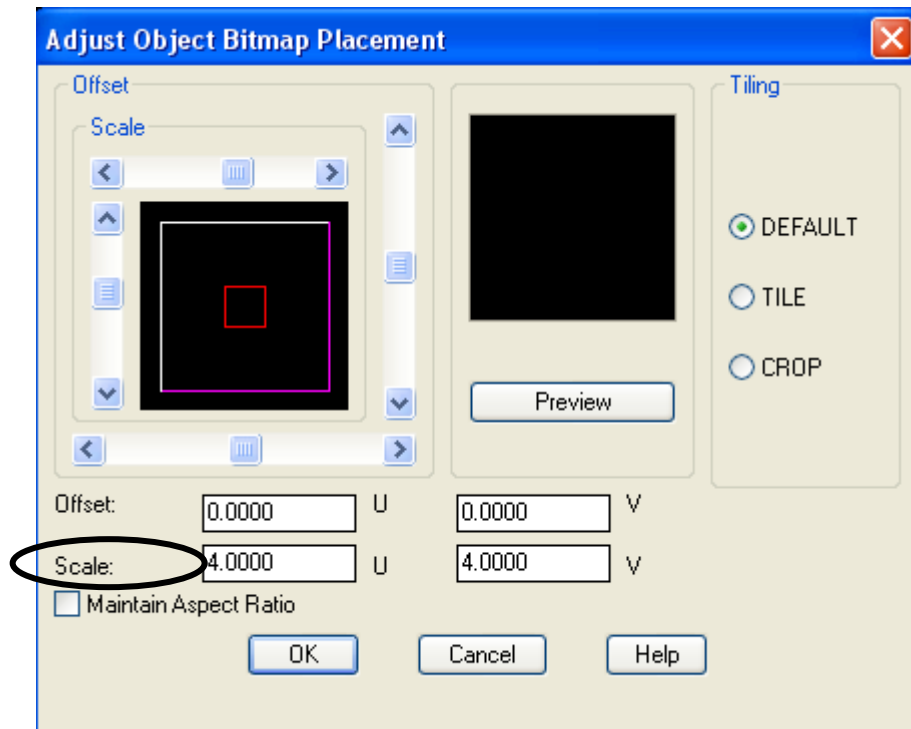 Adjust Object Bitmap Placement
Offset
Scale
Tiling
DEFAULT
TILE
CROP
Preview
Offset: 0.0000 U 0.0000 V
Scale: 4.0000 U 4.0000 V
Maintain Aspect Ratio
OK Cancel Help